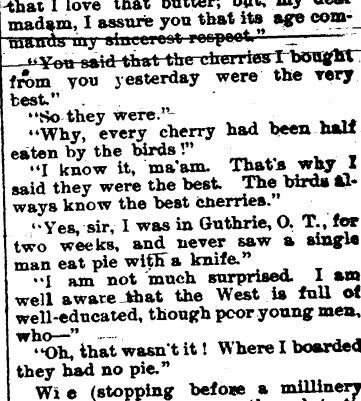 that I love that butter; but, my dear
madam, I assure you that its age com-
mands my sincerest respect."
"You said that the cherries I bought
from you yesterday were the very
best."
"So they were."
"Why, every cherry had been half
eaten by the birds!"
"I know it, ma'am. That's why I
said they were the best. The birds al-
ways know the best cherries."
"Yes, sir, I was in Guthrie, O. T., for
two weeks, and never saw a single
man eat pie with a knife."
"I am not much surprised. I am
well aware that the West is full of
well-educated, though poor young men,
who—"
"Oh, that wasn't it! Where I boarded
they had no pie."
Wi e (stopping before a millinery